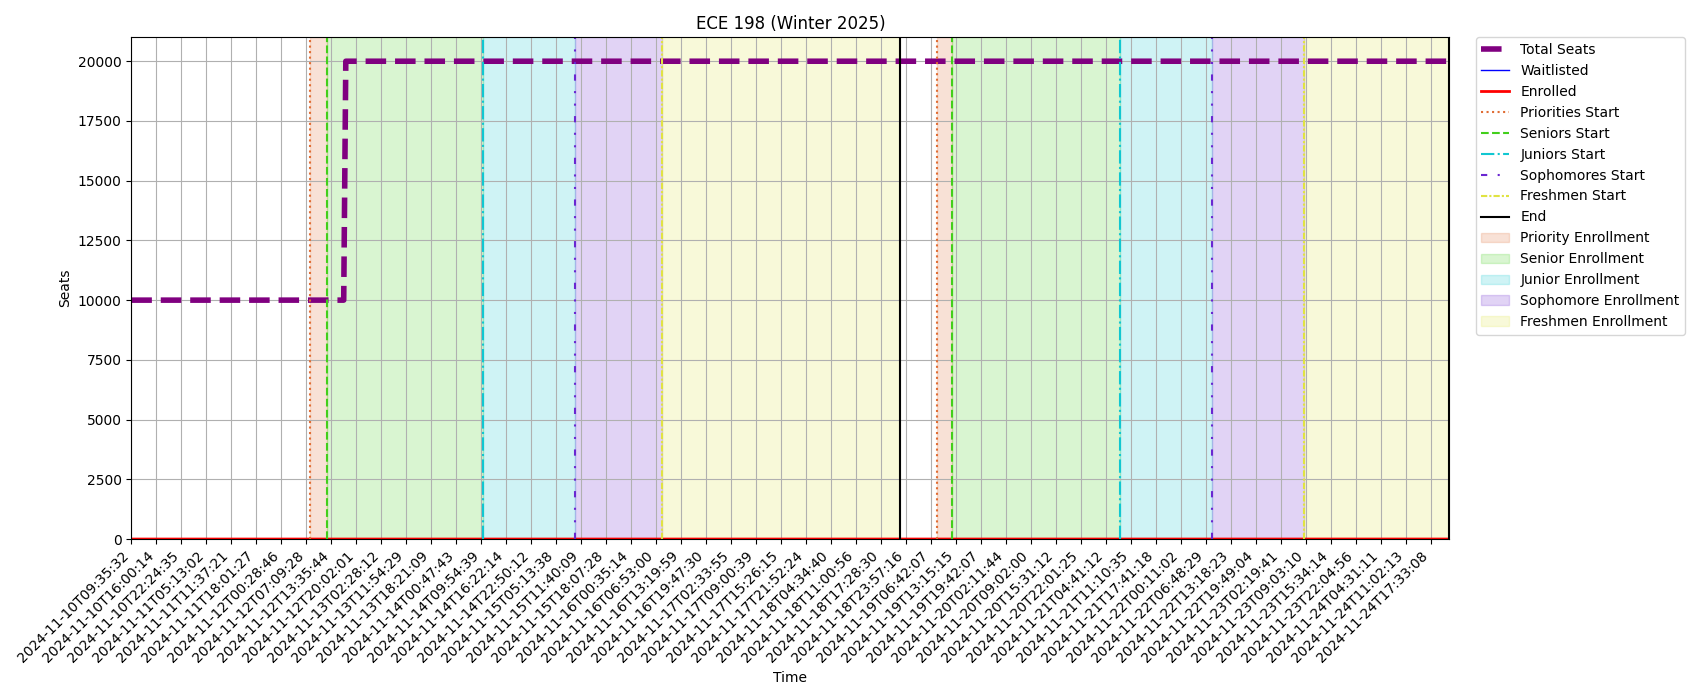 ECE 198 (Winter 2025)
Seats
20000
17500
15000
12500
10000
7500
5000
2500
0
2024-11-10T09:35:32
2024-11-10T16:00:14
2024-11-10T22:24:35
2024-11-11T05:13:02
2024-11-11T11:37:21
2024-11-11T18:01:27
2024-11-12T00:28:46
2024-11-12T07:09:28
2024-11-12T13:35:44
2024-11-12T20:02:01
2024-11-13T03:28:12
2024-11-13T11:54:29
2024-11-13T18:21:09
2024-11-14T00:47:43
2024-11-14T09:54:39
2024-11-14T16:22:14
2024-11-14T22:50:12
2024-11-15T05:13:38
2024-11-15T11:40:09
2024-11-15T18:07:28
2024-11-16T00:35:14
2024-11-16T06:53:00
2024-11-16T13:19:59
2024-11-16T19:47:30
2024-11-17T02:33:55
2024-11-17T09:00:39
2024-11-17T15:26:15
2024-11-17T21:52:24
2024-11-18T04:34:40
2024-11-18T11:00:56
2024-11-18T17:28:30
2024-11-18T23:57:16
2024-11-19T06:42:07
2024-11-19T13:15:15
2024-11-19T19:42:07
2024-11-20T02:11:44
2024-11-20T09:02:00
2024-11-20T15:31:12
2024-11-20T22:01:25
2024-11-21T04:41:12
2024-11-21T11:10:35
2024-11-21T17:41:18
2024-11-22T00:11:02
2024-11-22T06:48:29
2024-11-22T13:18:23
2024-11-22T19:49:04
2024-11-23T02:19:41
2024-11-23T09:03:10
2024-11-23T15:34:14
2024-11-23T22:04:56
2024-11-24T04:31:11
2024-11-24T11:02:13
2024-11-24T17:33:08
Time
Total Seats
Waitlisted
Enrolled
Priorities Start
Seniors Start
Juniors Start
Sophomores Start
Freshmen Start
End
Priority Enrollment
Senior Enrollment
Junior Enrollment
Sophomore Enrollment
Freshmen Enrollment